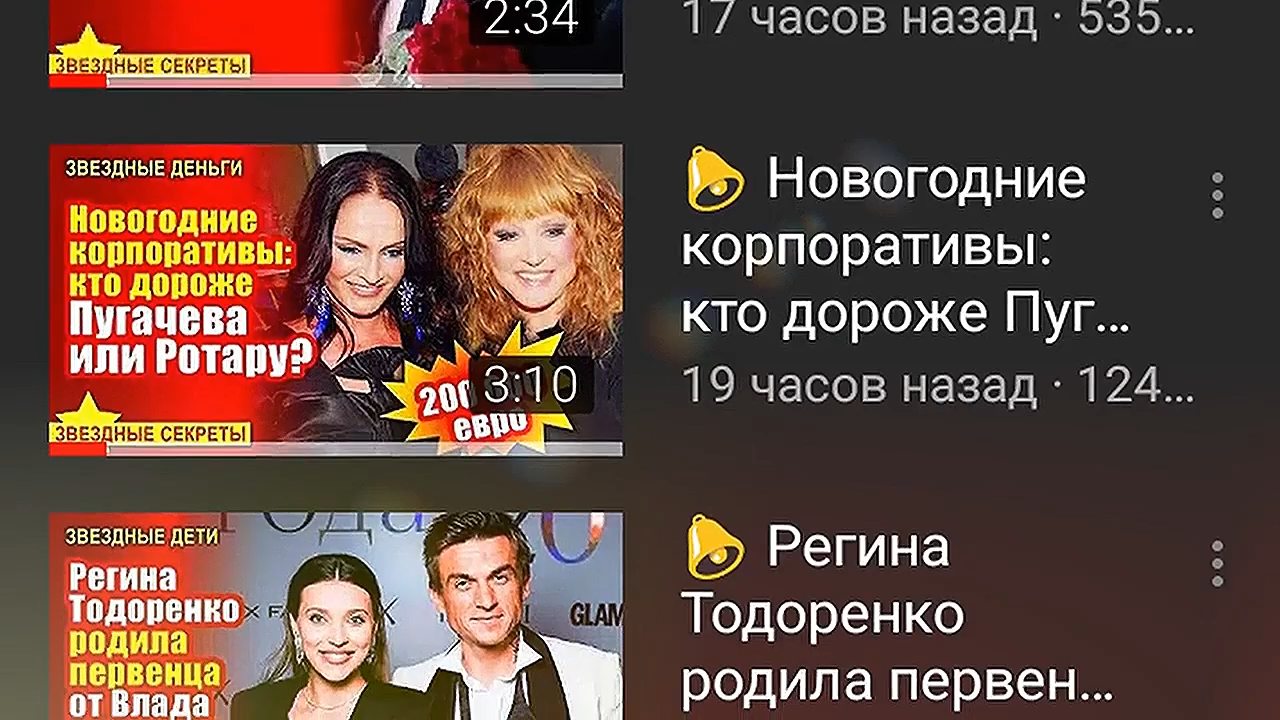 2:34
17 часов назад · 535...
ЗВЕЗДНЫЕ СЕКРЕТЫ
ЗВЕЗДНЫЕ ДЕНЬГИ
Новогодние
корпоративы:
кто дороже
Пугачева
или Ротару?
200
3:10
евро
ЗВЕЗДНЫЕ СЕКРЕТЫ
Новогодние
корпоративы:
кто дороже Пуг...
19 часов назад · 124...
ЗВЕЗДНЫЕ ДЕТИ
Регина
Тодоренко
родила
первенца
от Влада
года
GLAM
Регина
Тодоренко
родила первен...